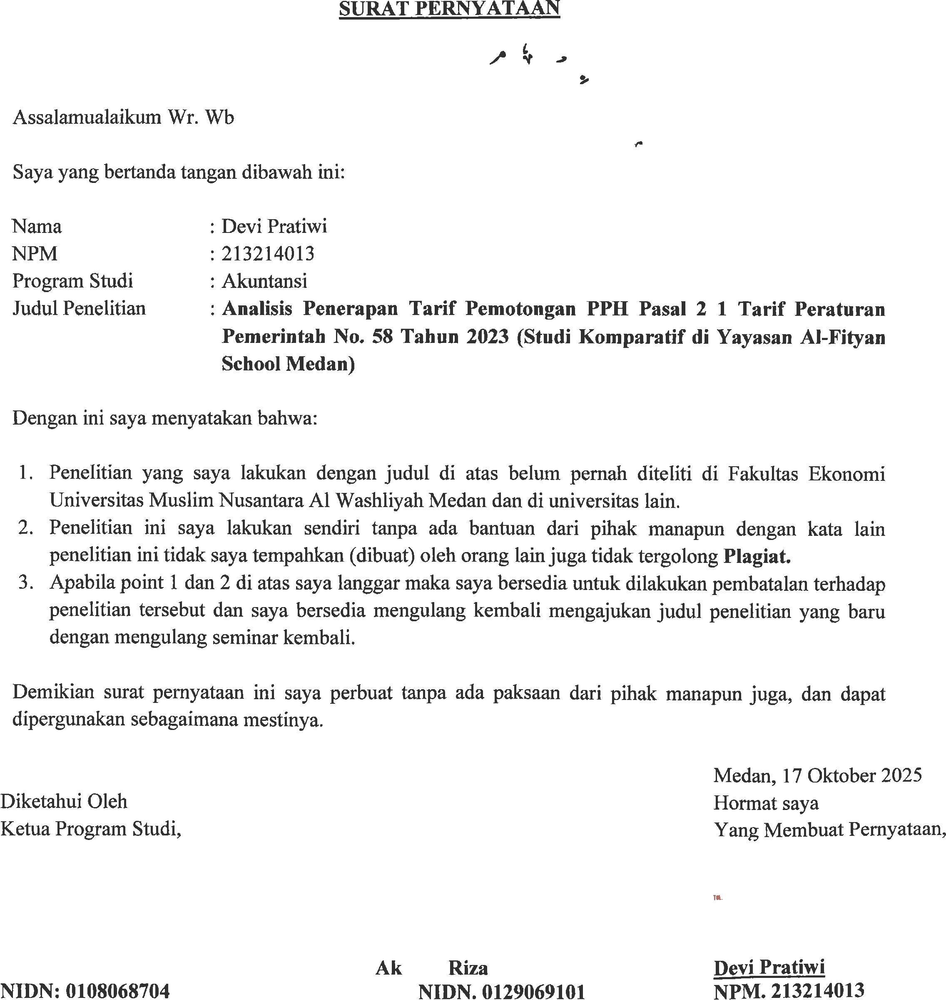 SURAT PERNYATAAN
Assalamualaikum Wr. Wb
Saya yang bertanda tangan dibawah ini:
Nama : Devi Pratiwi
NPM : 213214013
Program Studi : Akuntansi
Judul Penelitian : Analisis Penerapan Tarif Pemotongan PPH Pasal 2 1 Tarif Peraturan
Pemerintah No. 58 Tahun 2023 (Studi Komparatif di Yayasan Al-Fityan
School Medan)
Dengan ini saya menyatakan bahwa:
1. Penelitian yang saya lakukan dengan judul di atas belum pernah diteliti di Fakultas Ekonomi
Universitas Muslim Nusantara Al Washliyah Medan dan di universitas lain.
2. Penelitian ini saya lakukan sendiri tanpa ada bantuan dari pihak manapun dengan kata lain
penelitian ini tidak saya tempahkan (dibuat) oleh orang lain juga tidak tergolong Plagiat.
3. Apabila point 1 dan 2 di atas saya langgar maka saya bersedia untuk dilakukan pembatalan terhadap
penelitian tersebut dan saya bersedia mengulang kembali mengajukan judul penelitian yang baru
dengan mengulang seminar kembali.
Demikian surat pernyataan ini saya perbuat tanpa ada paksaan dari pihak manapun juga, dan dapat
dipergunakan sebagaimana mestinya.
Medan, 17 Oktober 2025
Diketahui Oleh Hormat saya
Ketua Program Studi, Yang Membuat Pernyataan,
Ak Riza Devi Pratiwi
NIDN: 0108068704 NIDN. 0129069101 NPM. 213214013